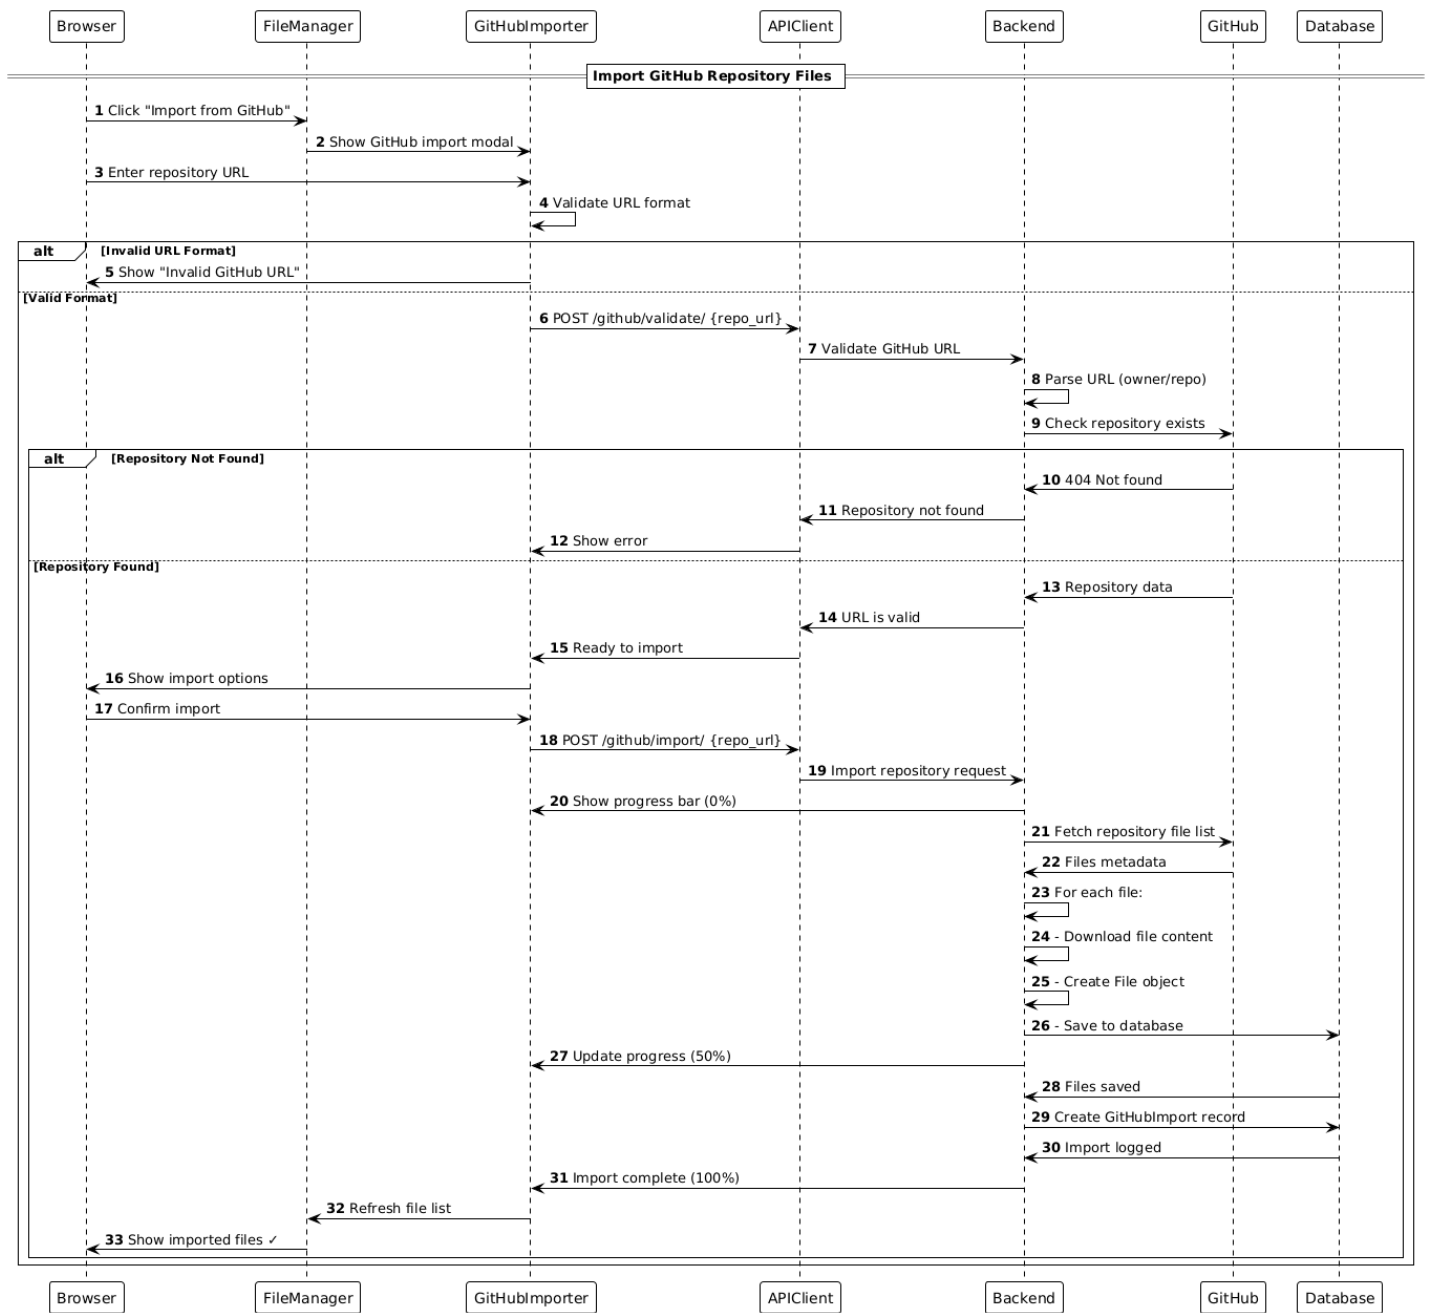 Browser FileManager GitHubImporter APIClient Backend GitHub Database
Import GitHub Repository Files
1 Click "Import from GitHub"
2 Show GitHub import modal
3 Enter repository URL
4 Validate URL format
alt [Invalid URL Format]
5 Show "Invalid GitHub URL"
[Valid Format]
6 POST /github/validate/ {repo_url}
7 Validate GitHub URL
8 Parse URL (owner/repo)
9 Check repository exists
alt [Repository Not Found]
10 404 Not found
11 Repository not found
12 Show error
[Repository Found]
13 Repository data
14 URL is valid
15 Ready to import
16 Show import options
17 Confirm import
18 POST /github/import/ {repo_url}
19 Import repository request
20 Show progress bar (0%)
21 Fetch repository file list
22 Files metadata
23 For each file:
24 - Download file content
25 - Create File object
26 - Save to database
27 Update progress (50%)
28 Files saved
29 Create GitHubImport record
30 Import logged
31 Import complete (100%)
32 Refresh file list
33 Show imported files ✓
Browser FileManager GitHubImporter APIClient Backend GitHub Database